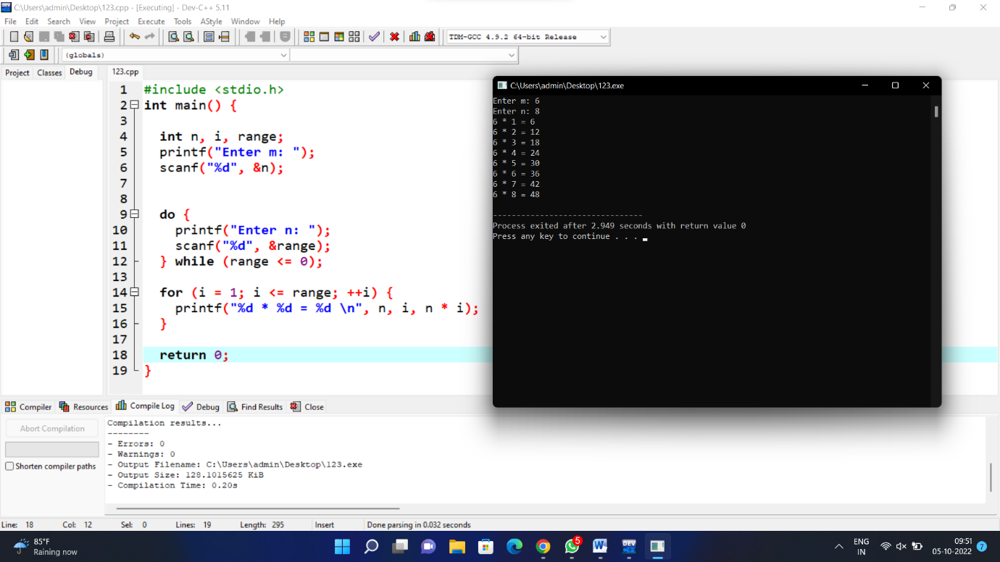 C:\Users\admin\Desktop\123.cpp - [Executing] - Dev-C++ 5.11
File Edit Search View Project Execute Tools AStyle Window Help
TDM-GCC 4.9.2 64-bit Release
(globals)
Project Classes Debug
123.cpp
1 #include <stdio.h>
2 int main() {
3
4 int n, i, range;
5 printf("Enter m: ");
6 scanf("%d", &n);
7
8
9 do {
10 printf("Enter n: ");
11 scanf("%d", &range);
12 } while (range <= 0);
13
14 for (i = 1; i <= range; ++i) {
15 printf("%d * %d = %d \n", n, i, n * i);
16 }
17
18 return 0;
19 }
C:\Users\admin\Desktop\123.exe
Enter m: 6
Enter n: 8
6 * 1 = 6
6 * 2 = 12
6 * 3 = 18
6 * 4 = 24
6 * 5 = 30
6 * 6 = 36
6 * 7 = 42
6 * 8 = 48
--------------------------------
Process exited after 2.949 seconds with return value 0
Press any key to continue . . .
Compiler Resources Compile Log Debug Find Results Close
Abort Compilation
Shorten compiler paths
Compilation results...
--------
- Errors: 0
- Warnings: 0
- Output Filename: C:\Users\admin\Desktop\123.exe
- Output Size: 128.1015625 KiB
- Compilation Time: 0.20s
Line: 18 Col: 12 Sel: 0 Lines: 19 Length: 295 Insert Done parsing in 0.032 seconds
85°F
Raining now
5
W
DEV
ENG
IN
09:51
05-10-2022
7